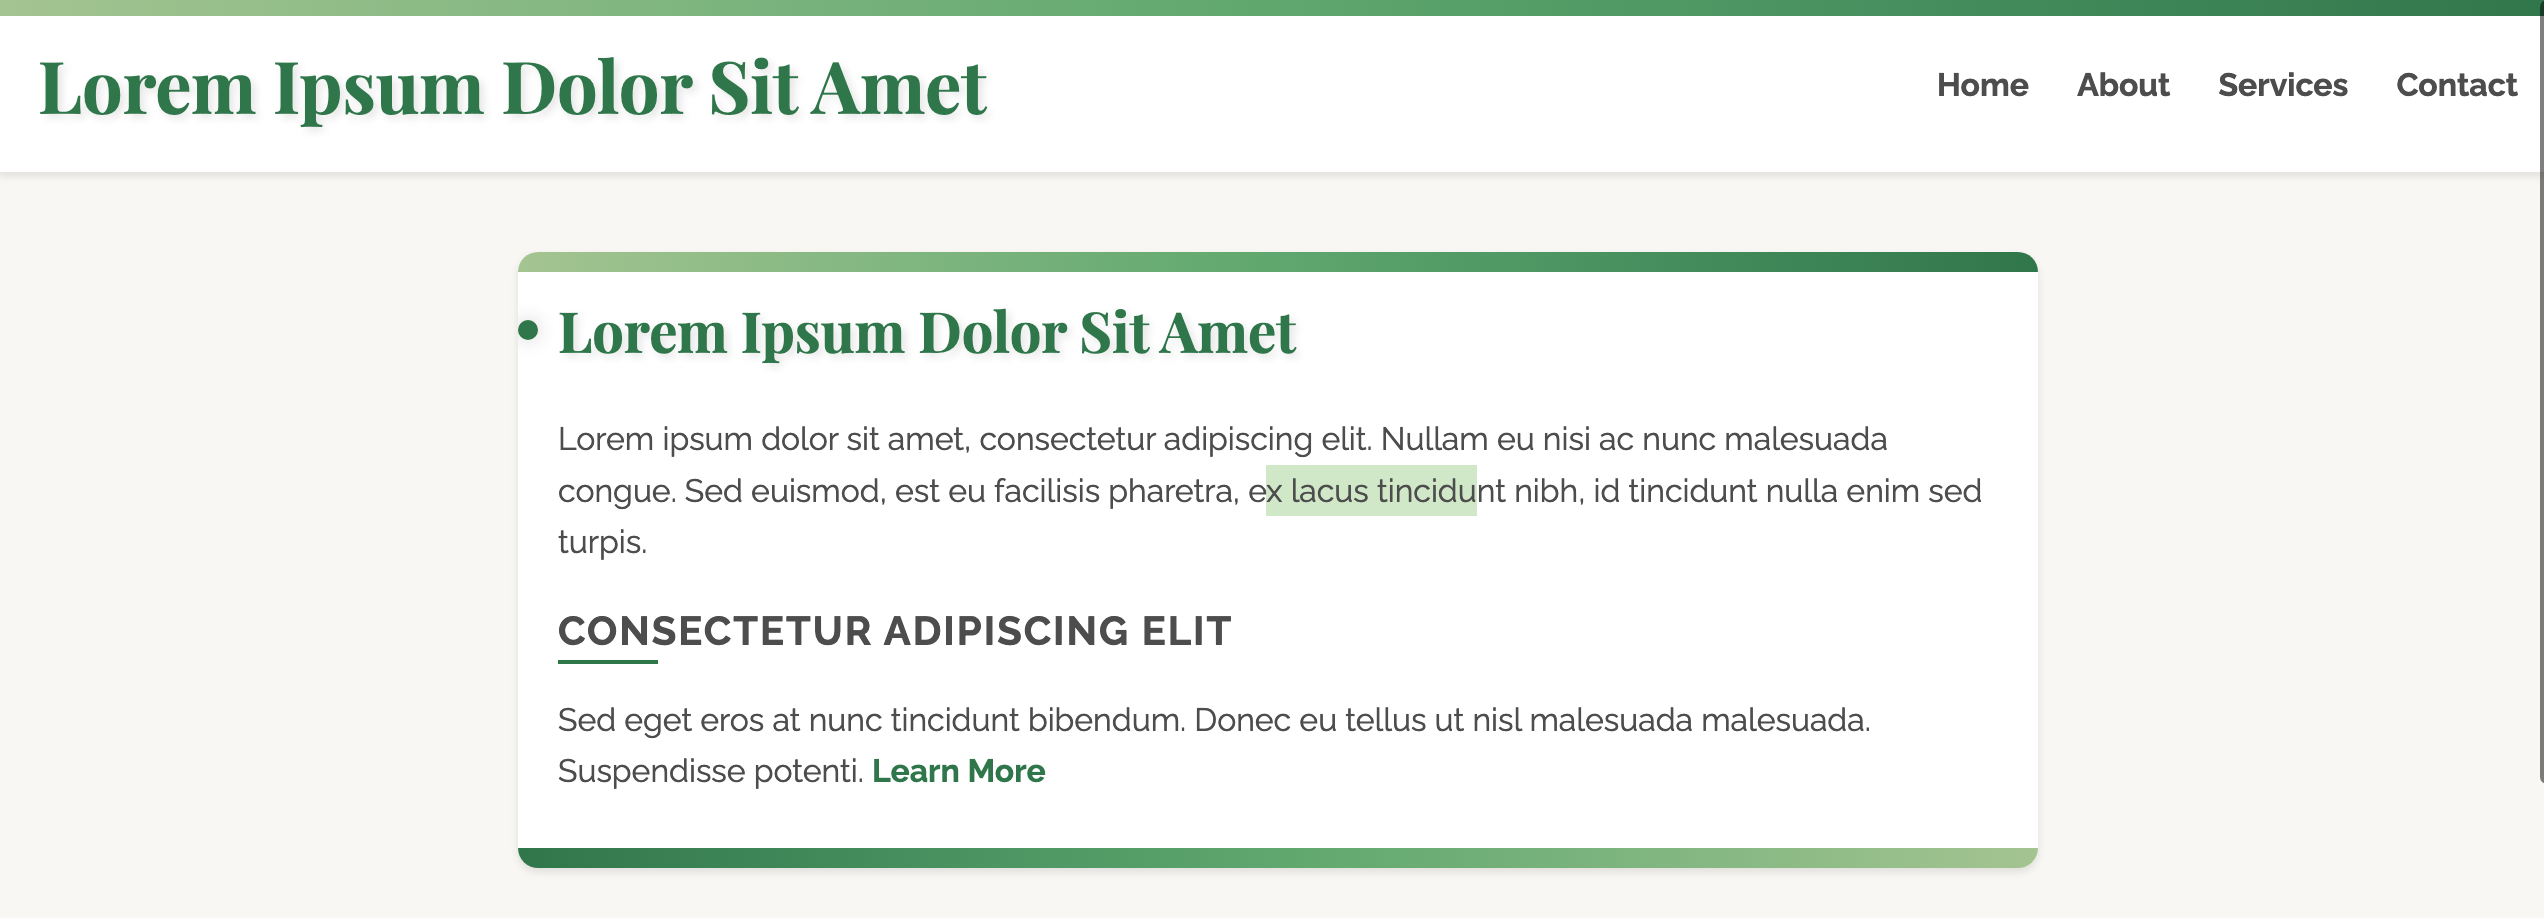 Lorem Ipsum Dolor Sit Amet
Home About Services Contact
Lorem Ipsum Dolor Sit Amet
Lorem ipsum dolor sit amet, consectetur adipiscing elit. Nullam eu nisi ac nunc malesuada
congue. Sed euismod, est eu facilisis pharetra, ex lacus tincidunt nibh, id tincidunt nulla enim sed
turpis.
CONSECTETUR ADIPISCING ELIT
Sed eget eros at nunc tincidunt bibendum. Donec eu tellus ut nisl malesuada malesuada.
Suspendisse potenti. Learn More